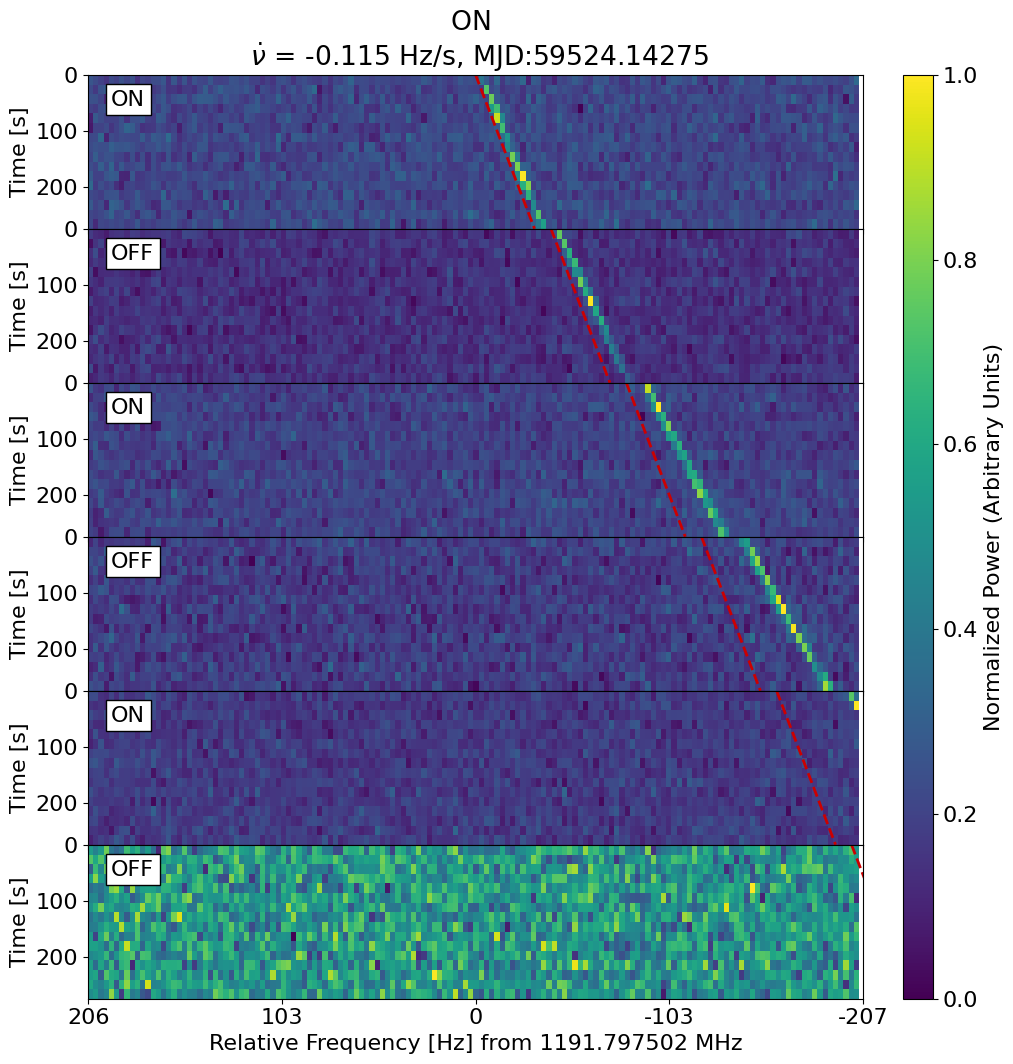 ON
ν̇ = -0.115 Hz/s, MJD:59524.14275
0
100
200
Time [s]
ON
0
100
200
Time [s]
OFF
0
100
200
Time [s]
ON
0
100
200
Time [s]
OFF
0
100
200
Time [s]
ON
0
100
200
Time [s]
OFF
206 103 0 -103 -207
Relative Frequency [Hz] from 1191.797502 MHz
1.0
0.8
0.6
0.4
0.2
0.0
Normalized Power (Arbitrary Units)